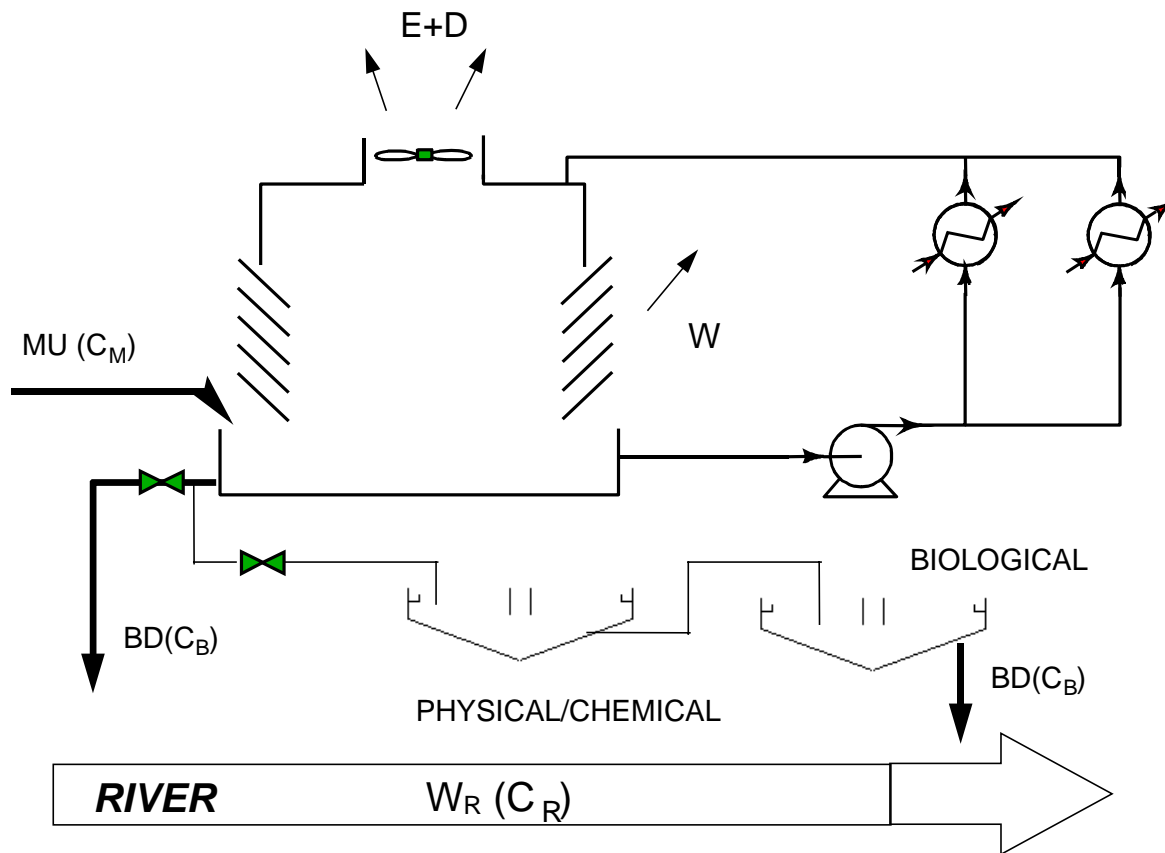 E+D
W
MU (CM)
BIOLOGICAL
BD(CB)
BD(CB)
PHYSICAL/CHEMICAL
RIVER WR (CR)